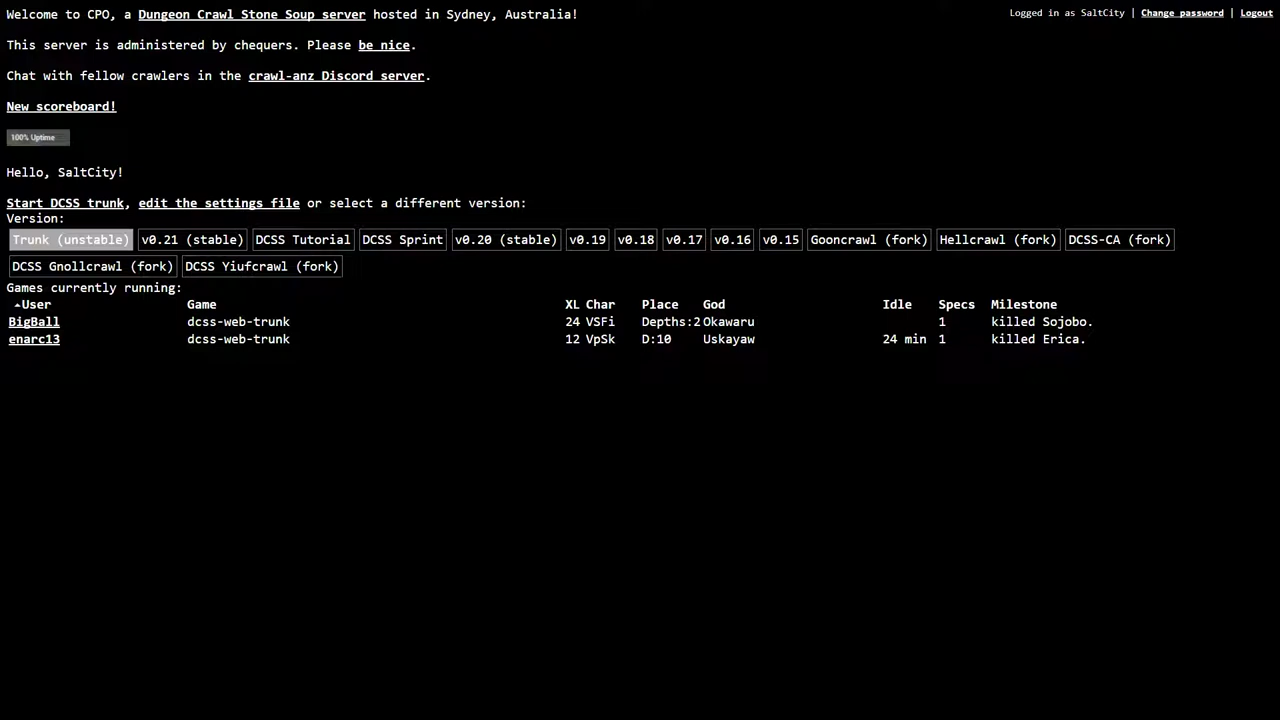 Welcome to CPO, a Dungeon Crawl Stone Soup server hosted in Sydney, Australia!
Logged in as SaltCity | Change password | Logout
This server is administered by chequers. Please be nice.
Chat with fellow crawlers in the crawl-anz Discord server.
New scoreboard!
100% Uptime
Hello, SaltCity!
Start DCSS trunk, edit the settings file or select a different version:
Version:
Trunk (unstable) v0.21 (stable) DCSS Tutorial DCSS Sprint v0.20 (stable) v0.19 v0.18 v0.17 v0.16 v0.15 Gooncrawl (fork) Hellcrawl (fork) DCSS-CA (fork)
DCSS Gnollcrawl (fork) DCSS Yiufcrawl (fork)
Games currently running:
User Game XL Char Place God Idle Specs Milestone
BigBall dcss-web-trunk 24 VSFi Depths:2 Okawaru 1 killed Sojobo.
enarc13 dcss-web-trunk 12 VpSk D:10 Uskayaw 24 min 1 killed Erica.